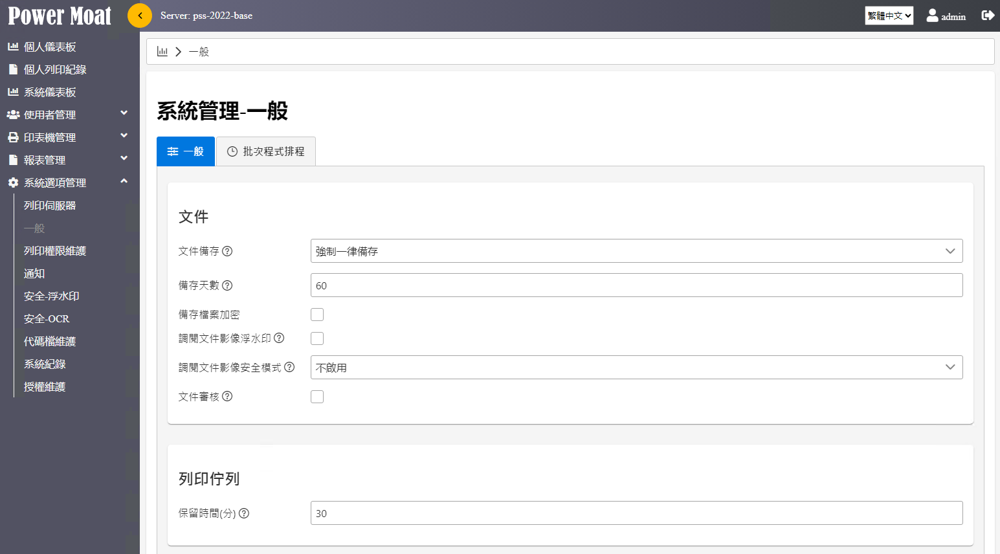 Power Moat
Server: pss-2022-base
繁體中文
admin
個人儀表板
個人列印紀錄
系統儀表板
使用者管理
印表機管理
報表管理
系統選項管理
列印伺服器
一般
列印權限維護
通知
安全-浮水印
安全-OCR
代碼檔維護
系統紀錄
授權維護
一般
系統管理-一般
一般
批次程式排程
文件
文件備存
強制一律備存
備存天數
60
備存檔案加密
調閱文件影像浮水印
調閱文件影像安全模式
不啟用
文件審核
列印佇列
保留時間(分)
30